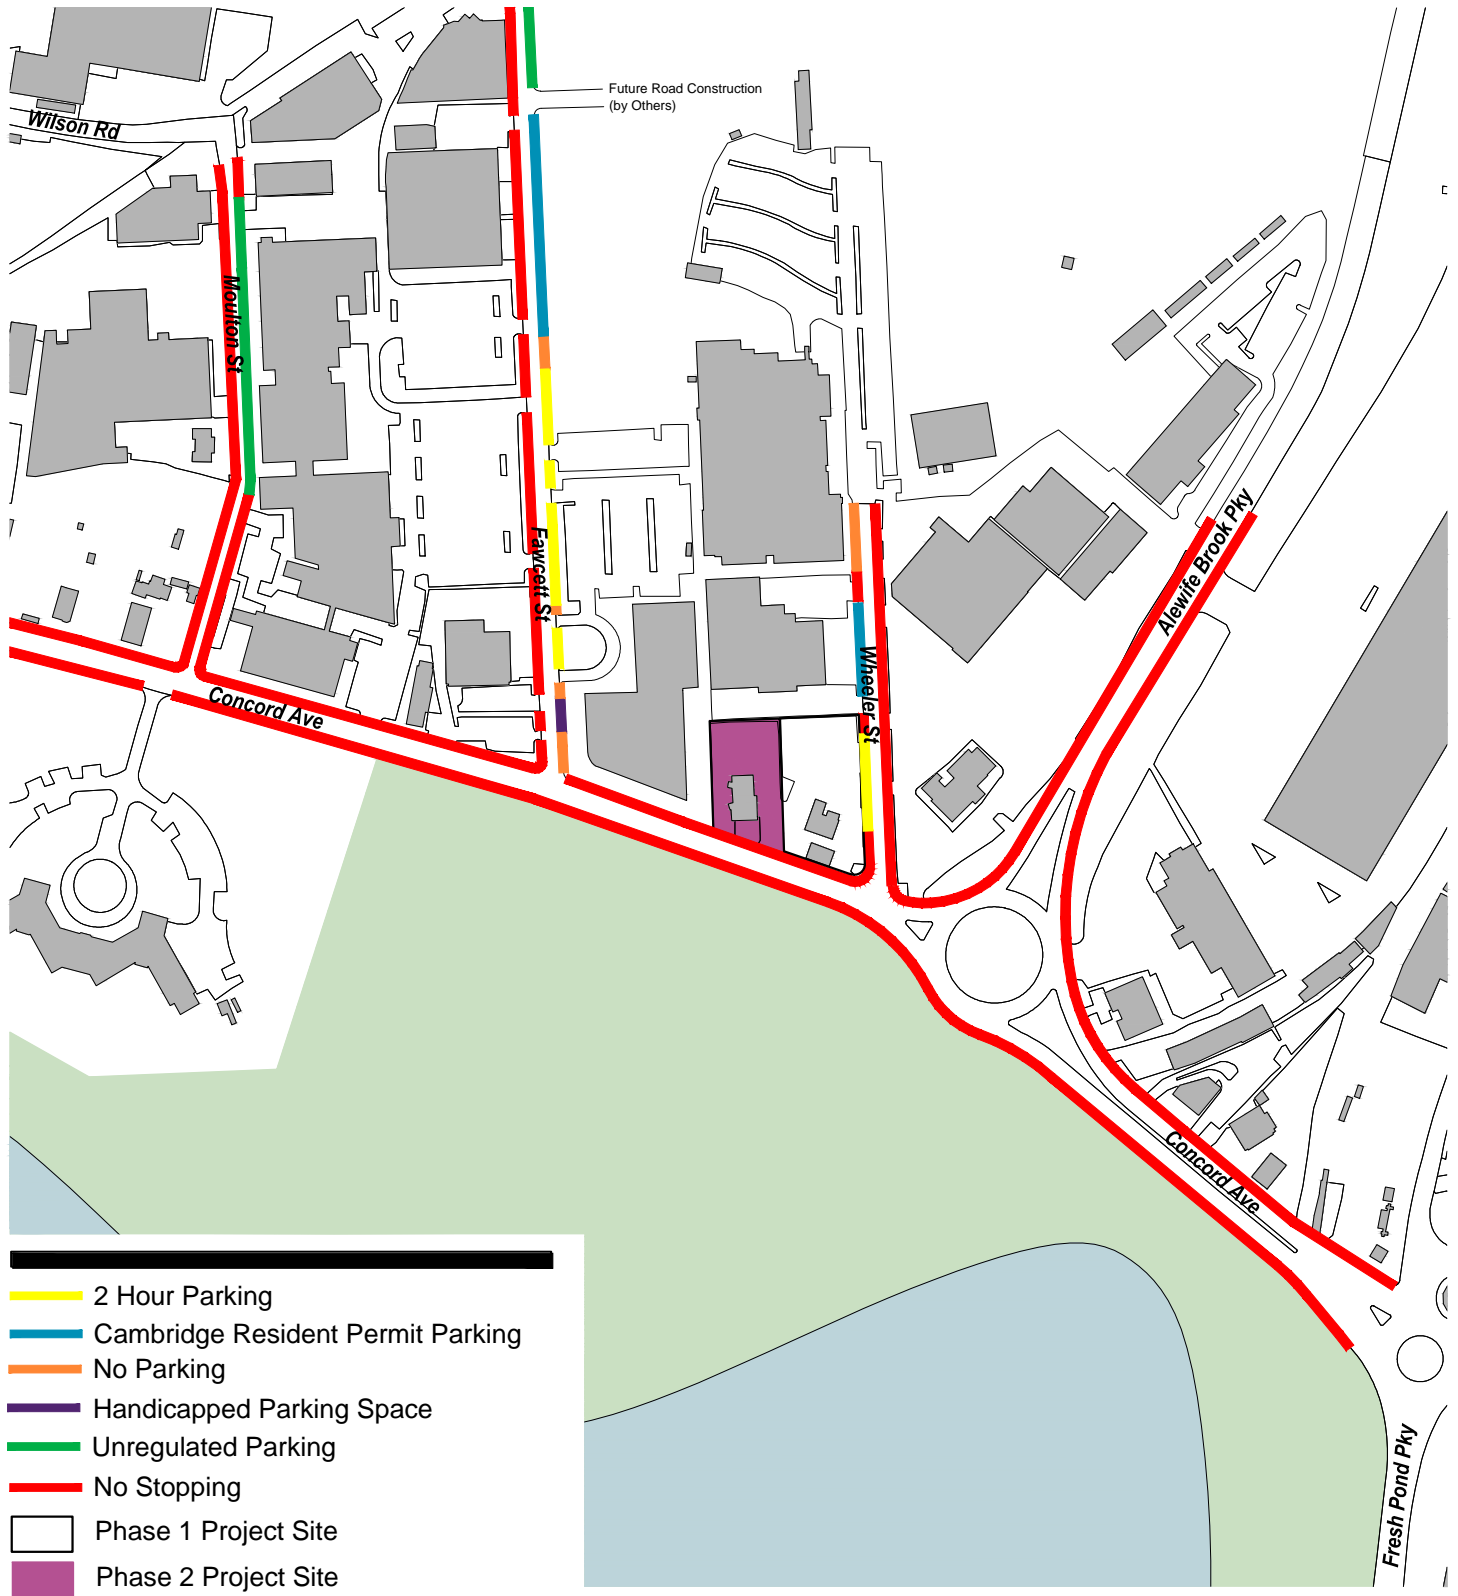 Future Road Construction
(by Others)
Wilson Rd
Moulton St
Fawcett St
Wheeler St
Alewife Brook Pky
Concord Ave
Concord Ave
Fresh Pond Pky
2 Hour Parking
Cambridge Resident Permit Parking
No Parking
Handicapped Parking Space
Unregulated Parking
No Stopping
Phase 1 Project Site
Phase 2 Project Site